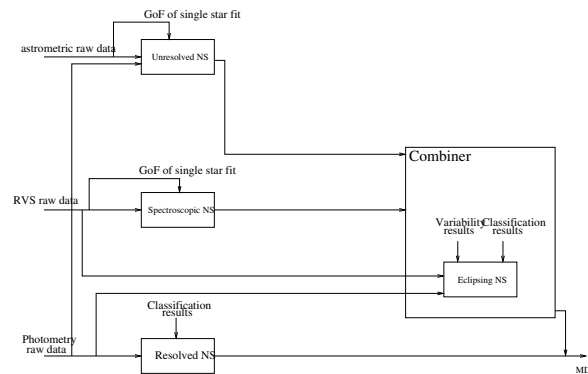 GoF of single star fit
astrometric raw data
Unresolved NS
Combiner
GoF of single star fit
RVS raw data
Spectroscopic NS
Variability
results
Classification
results
Eclipsing NS
Classification
results
Photometry
raw data
Resolved NS